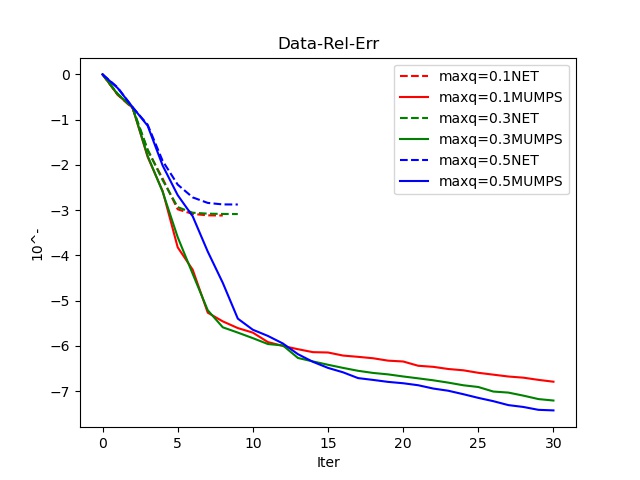 Data-Rel-Err
maxq=0.1NET
maxq=0.1MUMPS
maxq=0.3NET
maxq=0.3MUMPS
maxq=0.5NET
maxq=0.5MUMPS
10^-
0
−1
−2
−3
−4
−5
−6
−7
0 5 10 15 20 25 30
Iter